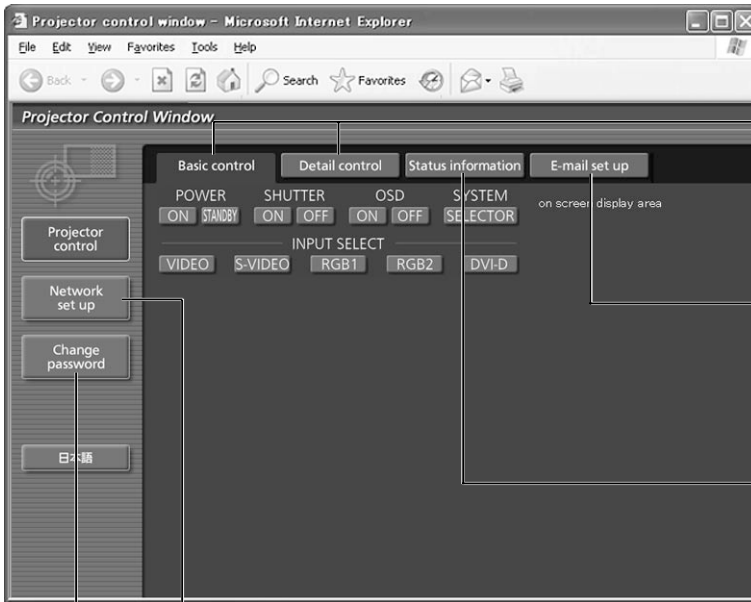 Projector control window - Microsoft Internet Explorer
File Edit View Favorites Tools Help
Back Search Favorites
Projector Control Window
Basic control Detail control Status information E-mail set up
POWER SHUTTER OSD SYSTEM
ON STANDBY ON OFF ON OFF SELECTOR
on screen display area
INPUT SELECT
VIDEO S-VIDEO RGB1 RGB2 DVI-D
Projector
control
Network
set up
Change
password
日本語